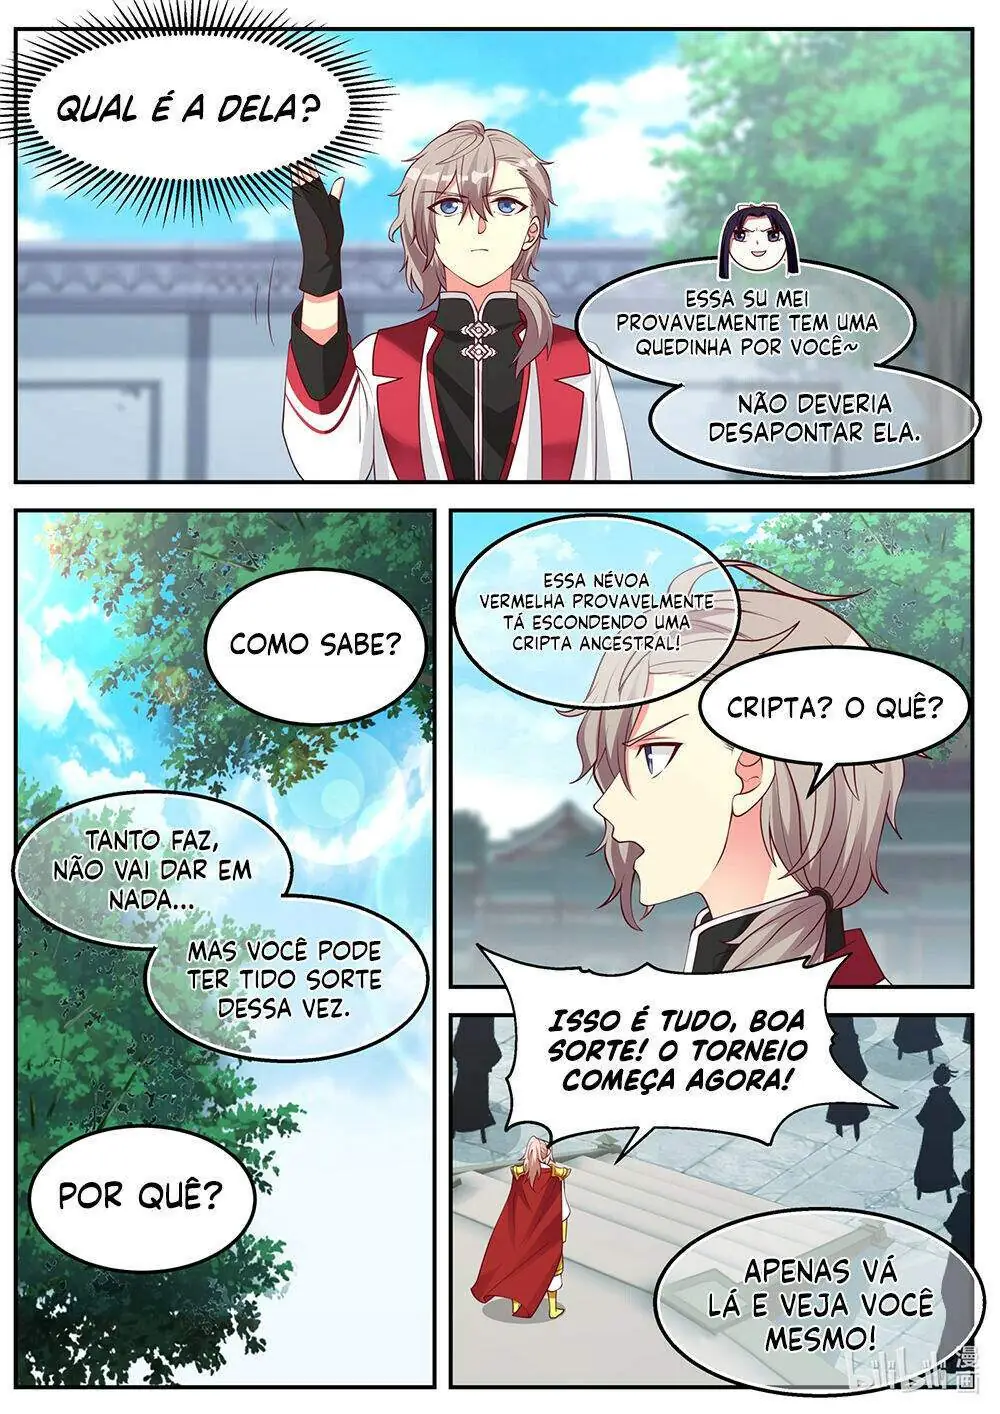 QUAL É A DELA?
ESSA SU MEI
PROVAVELMENTE TEM UMA
QUEDINHA POR VOCÊ~
NÃO DEVERIA
DESAPONTAR ELA.
COMO SABE?
TANTO FAZ,
NÃO VAI DAR EM
NADA...
MAS VOCÊ PODE
TER TIDO SORTE
DESSA VEZ.
POR QUÊ?
ESSA NÉVOA
VERMELHA PROVAVELMENTE
TÁ ESCONDENDO UMA
CRIPTA ANCESTRAL!
CRIPTA? O QUÊ?
ISSO É TUDO, BOA
SORTE! O TORNEIO
COMEÇA AGORA!
APENAS VÁ
LÁ E VEJA VOCÊ
MESMO!
bilibili 漫画